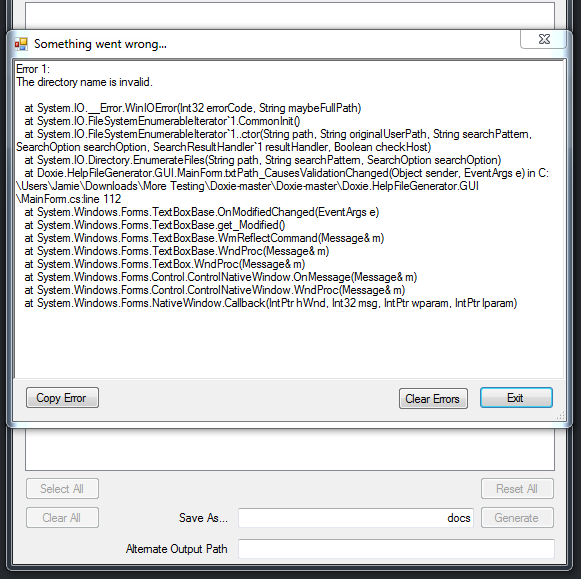 Something went wrong...
Error 1:
The directory name is invalid.
at System.IO.__Error.WinIOError(Int32 errorCode, String maybeFullPath)
at System.IO.FileSystemEnumerableIterator`1.CommonInit()
at System.IO.FileSystemEnumerableIterator`1..ctor(String path, String originalUserPath, String searchPattern,
SearchOption searchOption, SearchResultHandler`1 resultHandler, Boolean checkHost)
at System.IO.Directory.EnumerateFiles(String path, String searchPattern, SearchOption searchOption)
at Doxie.HelpFileGenerator.GUI.MainForm.txtPath_CausesValidationChanged(Object sender, EventArgs e) in C:
\Users\Jamie\Downloads\More Testing\Doxie-master\Doxie-master\Doxie.HelpFileGenerator.GUI
\MainForm.cs:line 112
at System.Windows.Forms.TextBoxBase.OnModifiedChanged(EventArgs e)
at System.Windows.Forms.TextBoxBase.get_Modified()
at System.Windows.Forms.TextBoxBase.WmReflectCommand(Message& m)
at System.Windows.Forms.TextBoxBase.WndProc(Message& m)
at System.Windows.Forms.TextBox.WndProc(Message& m)
at System.Windows.Forms.Control.ControlNativeWindow.OnMessage(Message& m)
at System.Windows.Forms.Control.ControlNativeWindow.WndProc(Message& m)
at System.Windows.Forms.NativeWindow.Callback(IntPtr hWnd, Int32 msg, IntPtr wparam, IntPtr lparam)
Copy Error Clear Errors Exit
Select All Reset All
Clear All Save As... docs Generate
Alternate Output Path